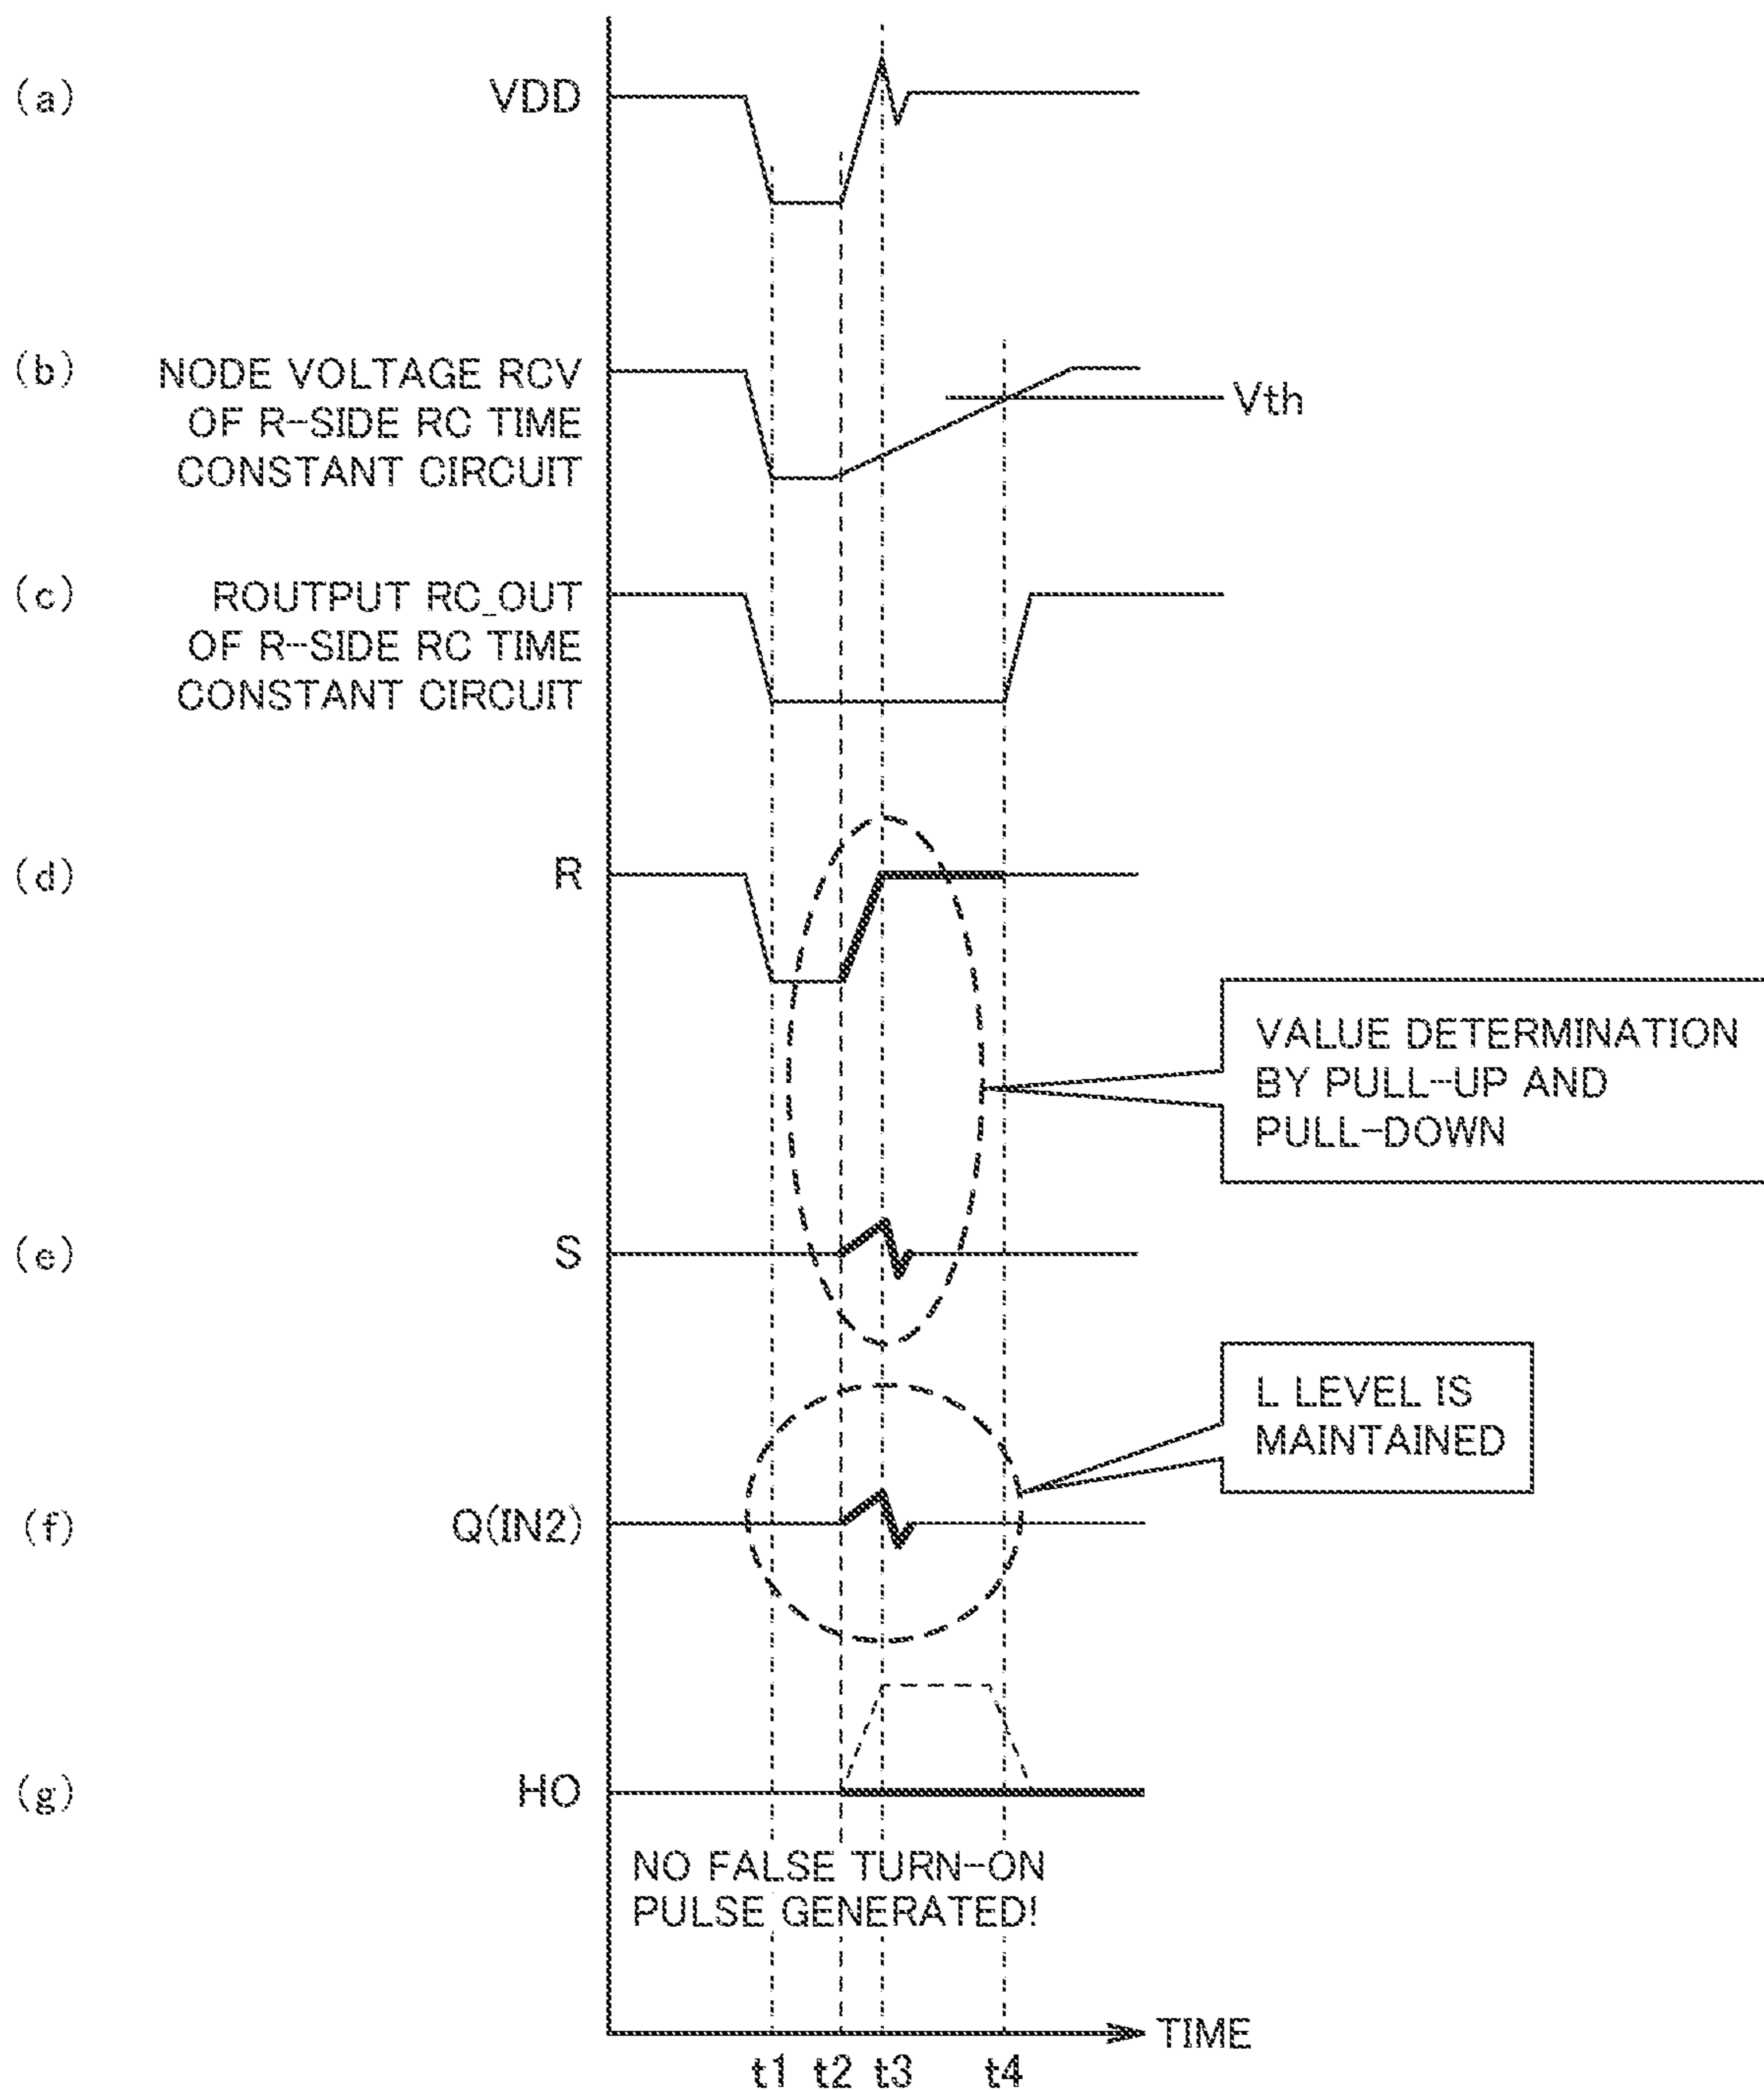 (a) VDD
(b) NODE VOLTAGE RCV
OF R-SIDE RC TIME
CONSTANT CIRCUIT
Vth
(c) ROUTPUT RC_OUT
OF R-SIDE RC TIME
CONSTANT CIRCUIT
(d) R
VALUE DETERMINATION
BY PULL-UP AND
PULL-DOWN
(e) S
L LEVEL IS
MAINTAINED
(f) Q(IN2)
(g) HO
NO FALSE TURN-ON
PULSE GENERATED!
TIME
t1 t2 t3 t4